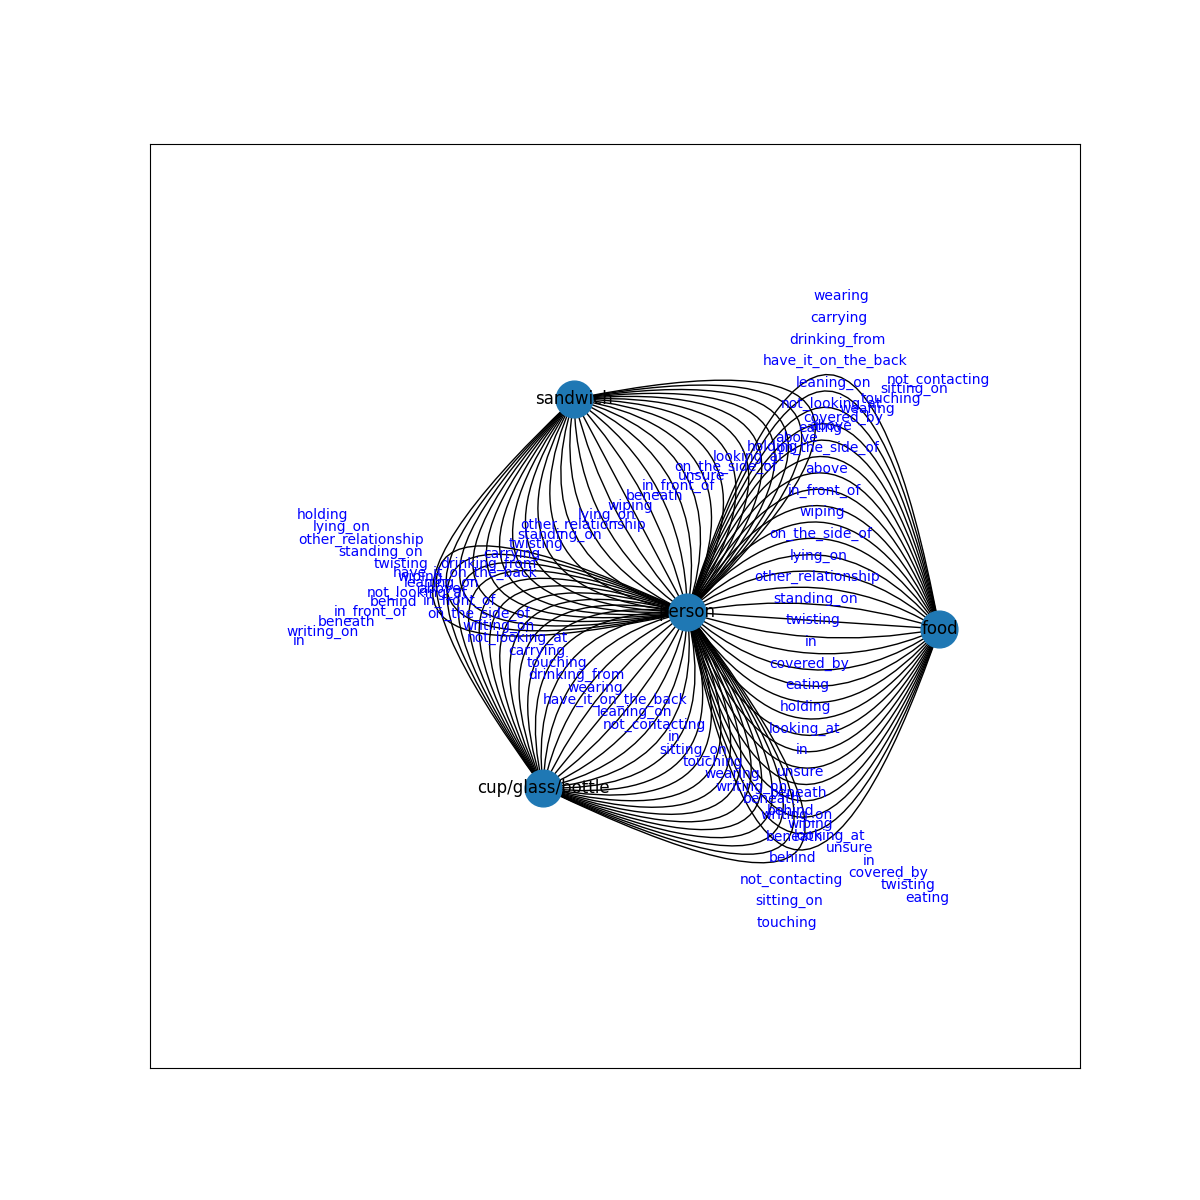 wearing
carrying
drinking_from
have_it_on_the_back
leaning_on
not_contacting
sitting_on
touching
wearing
not_looking_at
covered_by
above
eating
above
on_the_side_of
holding
looking_at
on_the_side_of
above
unsure
in_front_of
in_front_of
beneath
wiping
wiping
lying_on
other_relationship
on_the_side_of
standing_on
twisting
lying_on
carrying
drinking_from
have_it_on_the_back
other_relationship
leaning_on
not_looking_at
standing_on
sandwich
holding
lying_on
other_relationship
standing_on
twisting
wiping
above
behind
in_front_of
in_front_of
beneath
writing_on
in
on_the_side_of
writing_on
not_looking_at
carrying
touching
drinking_from
wearing
have_it_on_the_back
leaning_on
not_contacting
in
sitting_on
touching
wearing
writing_on
beneath
behind
person
food
twisting
in
covered_by
eating
holding
looking_at
in
unsure
beneath
writing_on
wiping
beneath
looking_at
unsure
behind
in
covered_by
not_contacting
twisting
eating
sitting_on
touching
cup/glass/bottle